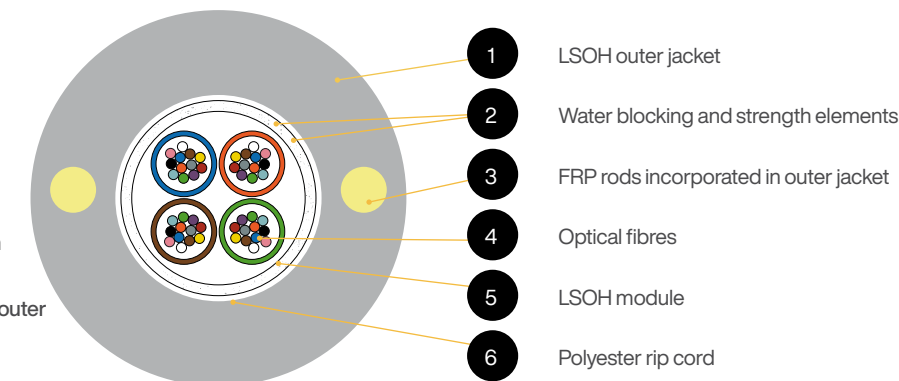 1 LSOH outer jacket
2 Water blocking and strength elements
3 FRP rods incorporated in outer jacket
4 Optical fibres
5 LSOH module
outer
6 Polyester rip cord